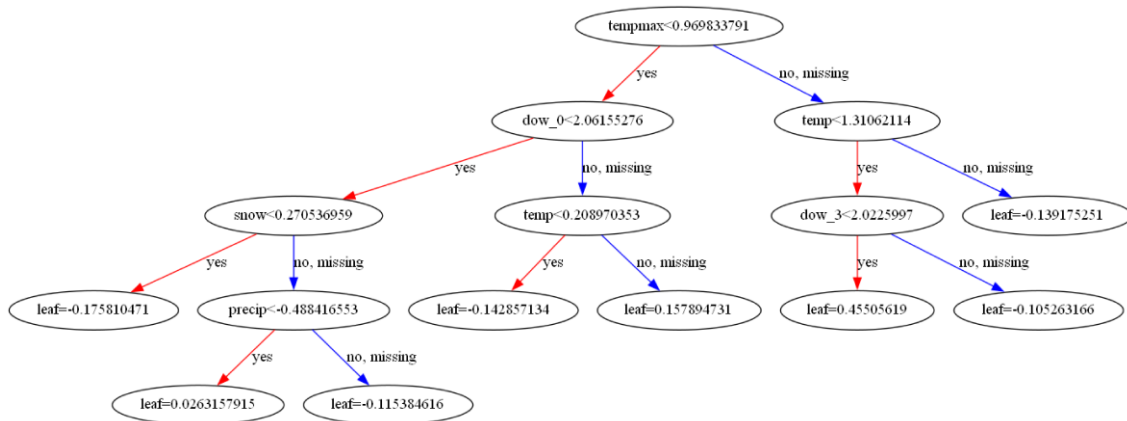 tempmax<0.969833791
yes
no, missing
dow_0<2.06155276
temp<1.31062114
yes
no, missing
yes
no, missing
snow<0.270536959
temp<0.208970353
dow_3<2.0225997
leaf=-0.139175251
yes
no, missing
yes
no, missing
yes
no, missing
leaf=-0.175810471
precip<-0.488416553
leaf=-0.142857134
leaf=0.157894731
leaf=0.45505619
leaf=-0.105263166
yes
no, missing
leaf=0.0263157915
leaf=-0.115384616